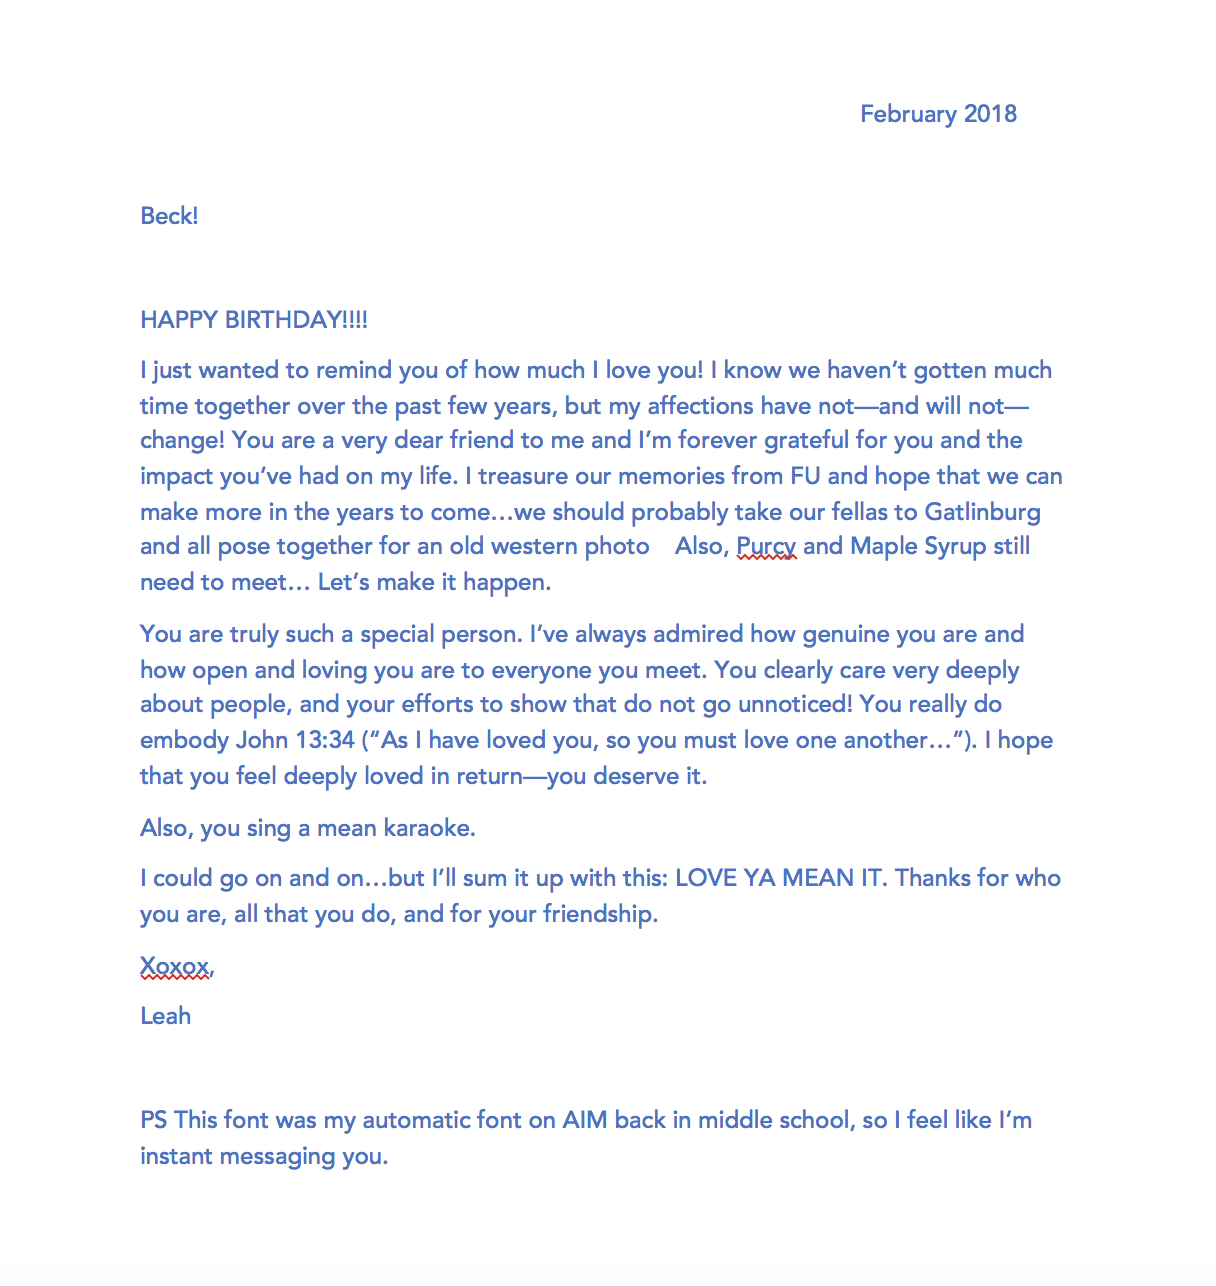 February 2018
Beck!
HAPPY BIRTHDAY!!!!
I just wanted to remind you of how much I love you! I know we haven’t gotten much
time together over the past few years, but my affections have not—and will not—
change! You are a very dear friend to me and I’m forever grateful for you and the
impact you’ve had on my life. I treasure our memories from FU and hope that we can
make more in the years to come…we should probably take our fellas to Gatlinburg
and all pose together for an old western photo    Also, Purcy and Maple Syrup still
need to meet… Let’s make it happen.
You are truly such a special person. I’ve always admired how genuine you are and
how open and loving you are to everyone you meet. You clearly care very deeply
about people, and your efforts to show that do not go unnoticed! You really do
embody John 13:34 (“As I have loved you, so you must love one another…”). I hope
that you feel deeply loved in return—you deserve it.
Also, you sing a mean karaoke.
I could go on and on…but I’ll sum it up with this: LOVE YA MEAN IT. Thanks for who
you are, all that you do, and for your friendship.
Xoxox,
Leah
PS This font was my automatic font on AIM back in middle school, so I feel like I’m
instant messaging you.